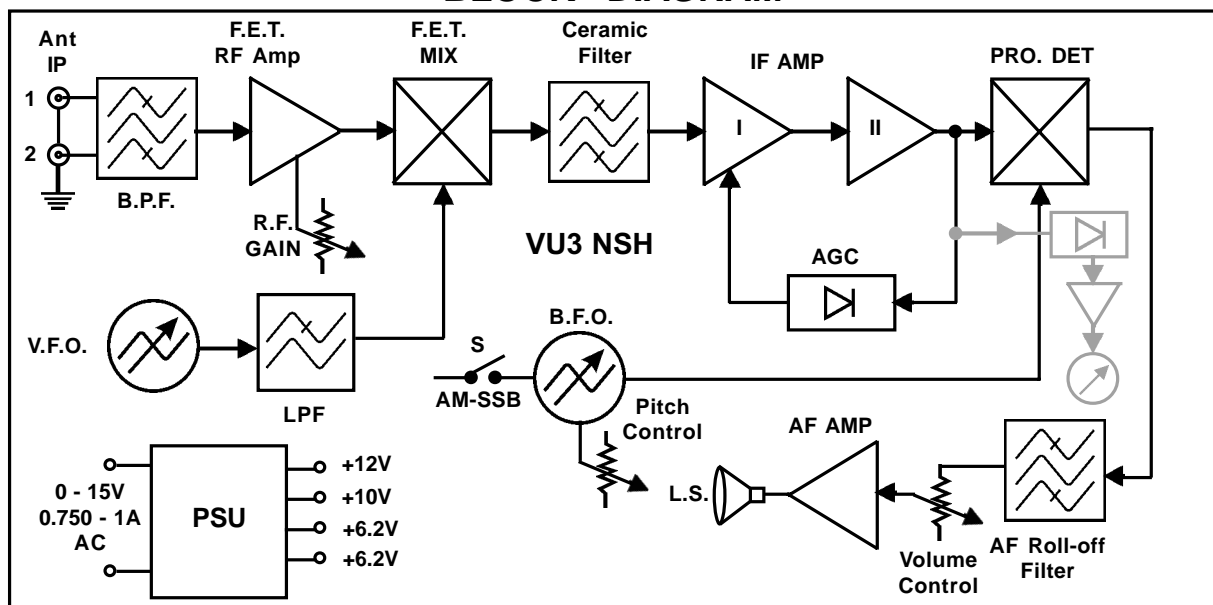 BLOCK DIAGRAM
Ant
IP
1
2
B.P.F.
F.E.T.
RF Amp
R.F.
GAIN
F.E.T.
MIX
Ceramic
Filter
IF AMP
I
II
PRO. DET
VU3 NSH
AGC
V.F.O.
LPF
S
AM-SSB
B.F.O.
Pitch
Control
AF AMP
L.S.
Volume
Control
AF Roll-off
Filter
0 - 15V
0.750 - 1A
AC
PSU
+12V
+10V
+6.2V
+6.2V